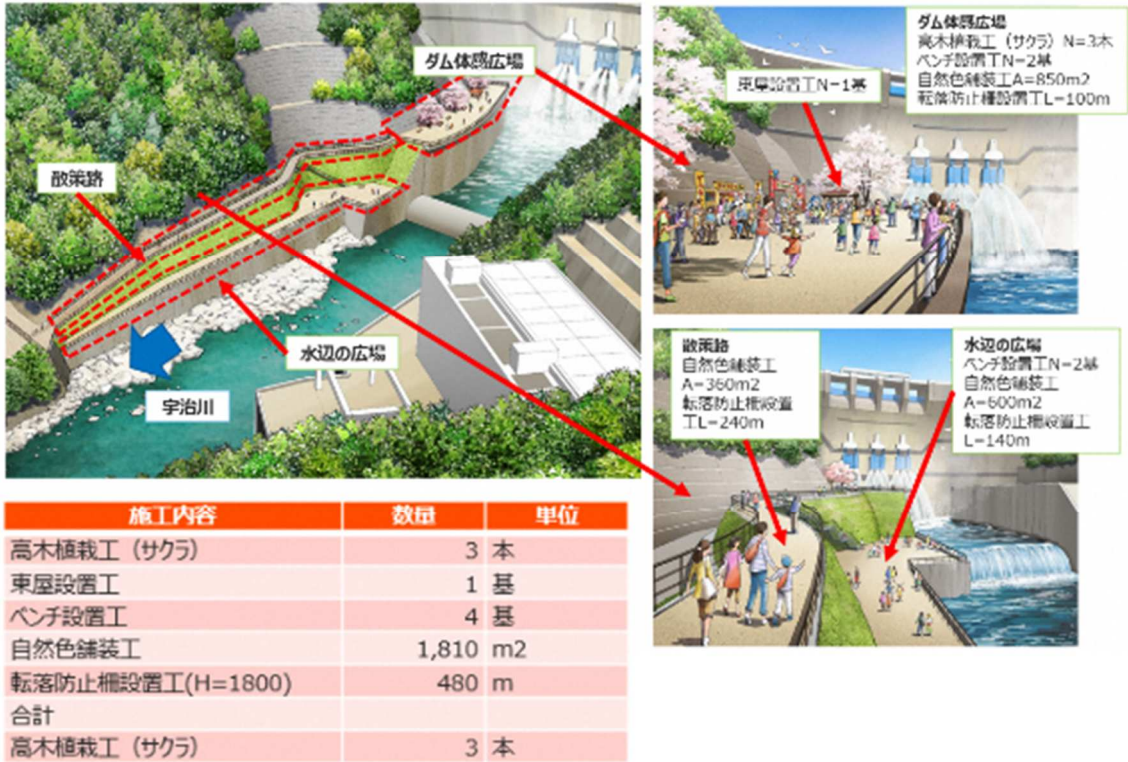 ダム体感広場
散策路
水辺の広場
宇治川
東屋設置工N=1基
ダム体感広場
高木植栽工（サクラ）N=3本
ベンチ設置工N=2基
自然色舗装工A=850m2
転落防止柵設置工L=100m
散策路
自然色舗装工
A=360m2
転落防止柵設置
工L=240m
水辺の広場
ベンチ設置工N=2基
自然色舗装工
A=600m2
転落防止柵設置工
L=140m
施工内容 数量 単位
高木植栽工（サクラ） 3 本
東屋設置工 1 基
ベンチ設置工 4 基
自然色舗装工 1,810 m2
転落防止柵設置工(H=1800) 480 m
合計
高木植栽工（サクラ） 3 本